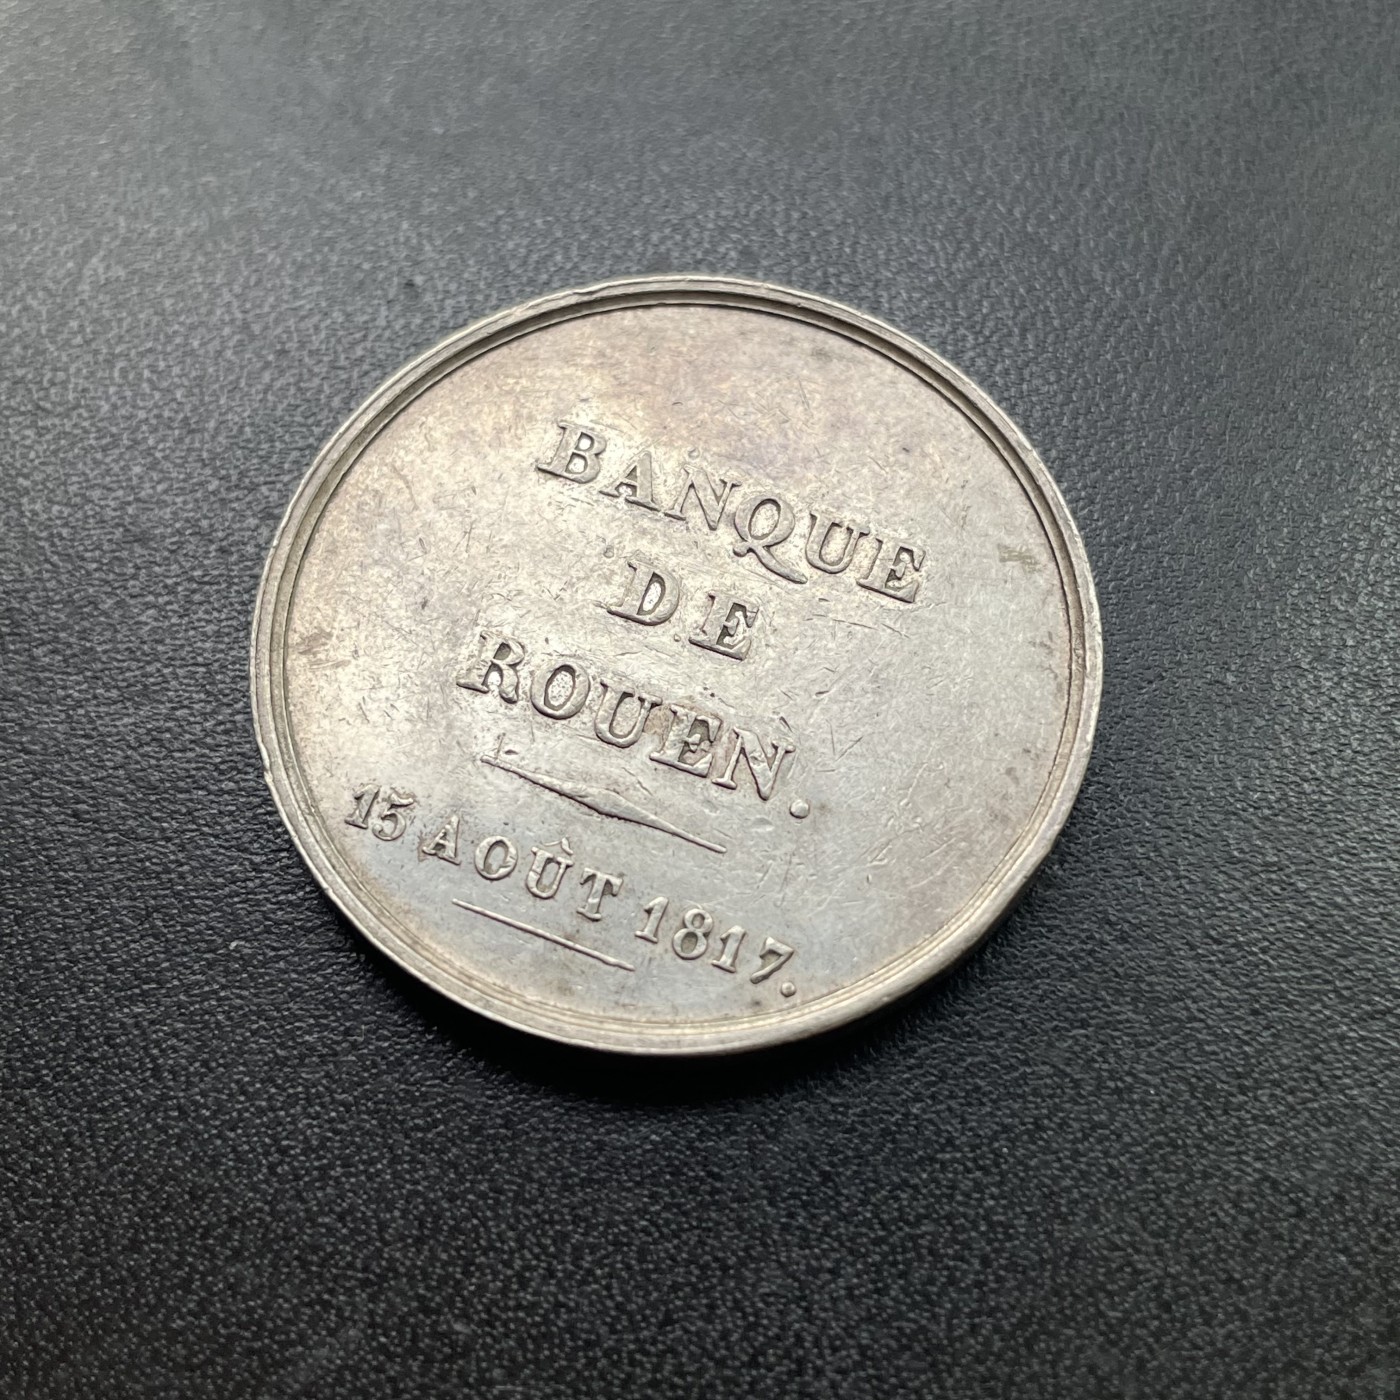 BANQUE
DE
ROUEN.
15 AOÛT 1817.